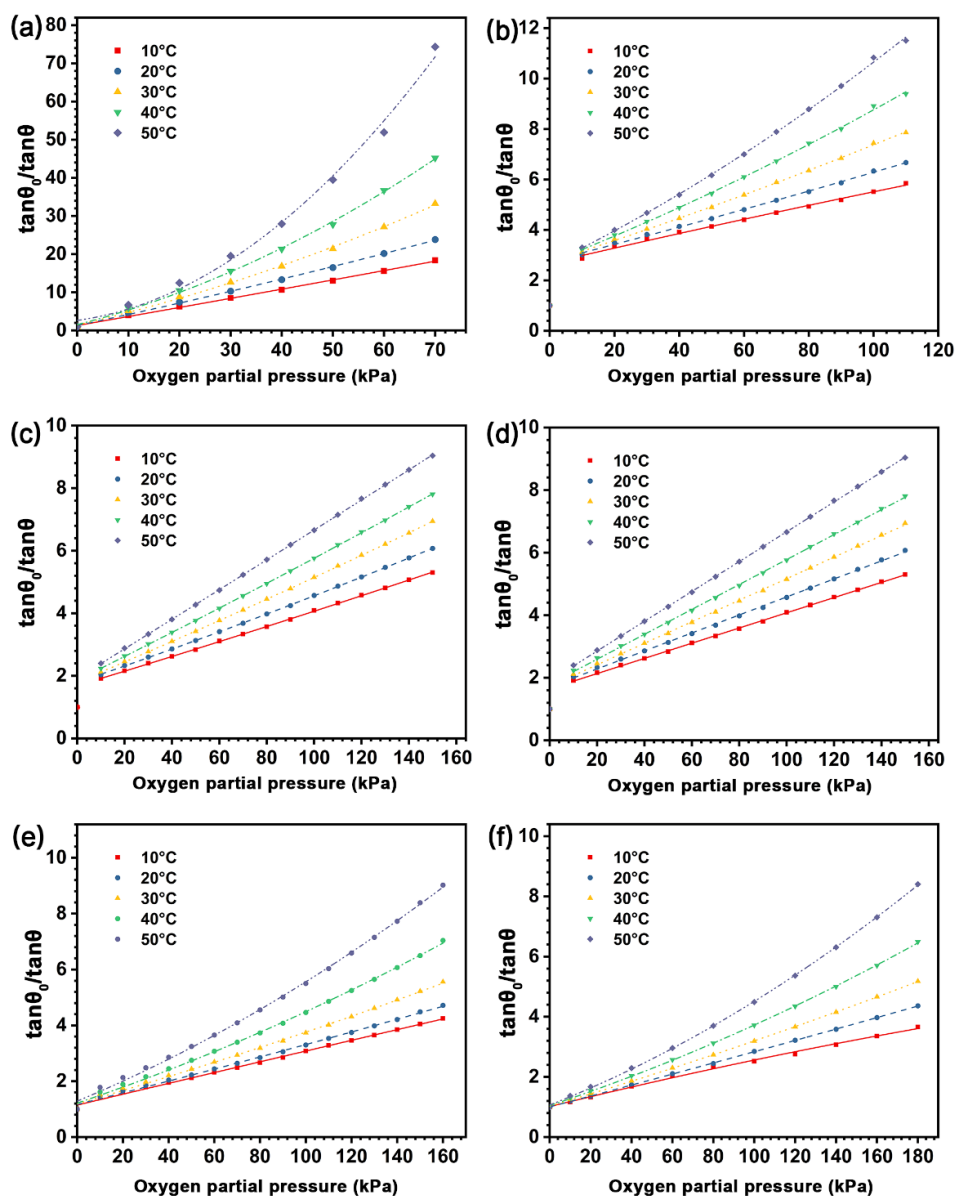 (a)
80
70
60
50
40
30
20
10
0
tanθ₀/tanθ
10°C
20°C
30°C
40°C
50°C
0 10 20 30 40 50 60 70
Oxygen partial pressure (kPa)
(b)
12
10
8
6
4
2
0
tanθ₀/tanθ
10°C
20°C
30°C
40°C
50°C
0 20 40 60 80 100 120
Oxygen partial pressure (kPa)
(c)
10
8
6
4
2
0
tanθ₀/tanθ
10°C
20°C
30°C
40°C
50°C
0 20 40 60 80 100 120 140 160
Oxygen partial pressure (kPa)
(d)
10
8
6
4
2
0
tanθ₀/tanθ
10°C
20°C
30°C
40°C
50°C
0 20 40 60 80 100 120 140 160
Oxygen partial pressure (kPa)
(e)
10
8
6
4
2
0
tanθ₀/tanθ
10°C
20°C
30°C
40°C
50°C
0 20 40 60 80 100 120 140 160
Oxygen partial pressure (kPa)
(f)
10
8
6
4
2
0
tanθ₀/tanθ
10°C
20°C
30°C
40°C
50°C
0 20 40 60 80 100 120 140 160 180
Oxygen partial pressure (kPa)